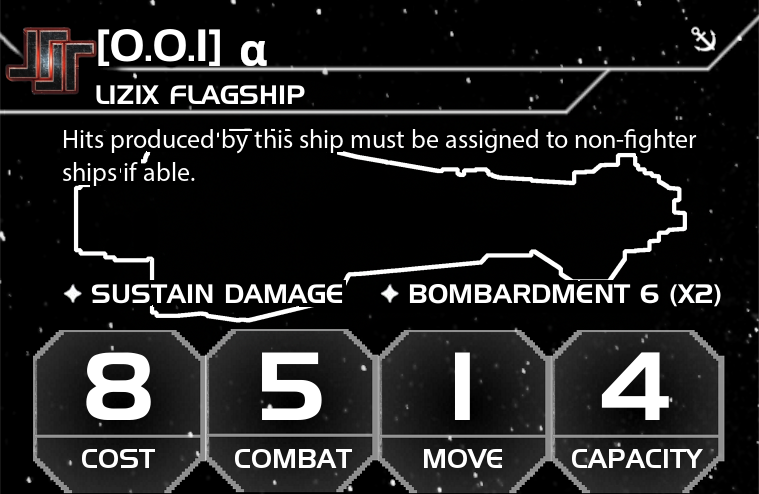 [O.O.I] α
LIZIX FLAGSHIP
Hits produced by this ship must be assigned to non-fighter
ships if able.
SUSTAIN DAMAGE BOMBARDMENT 6 (X2)
8 5 1 4
COST COMBAT MOVE CAPACITY